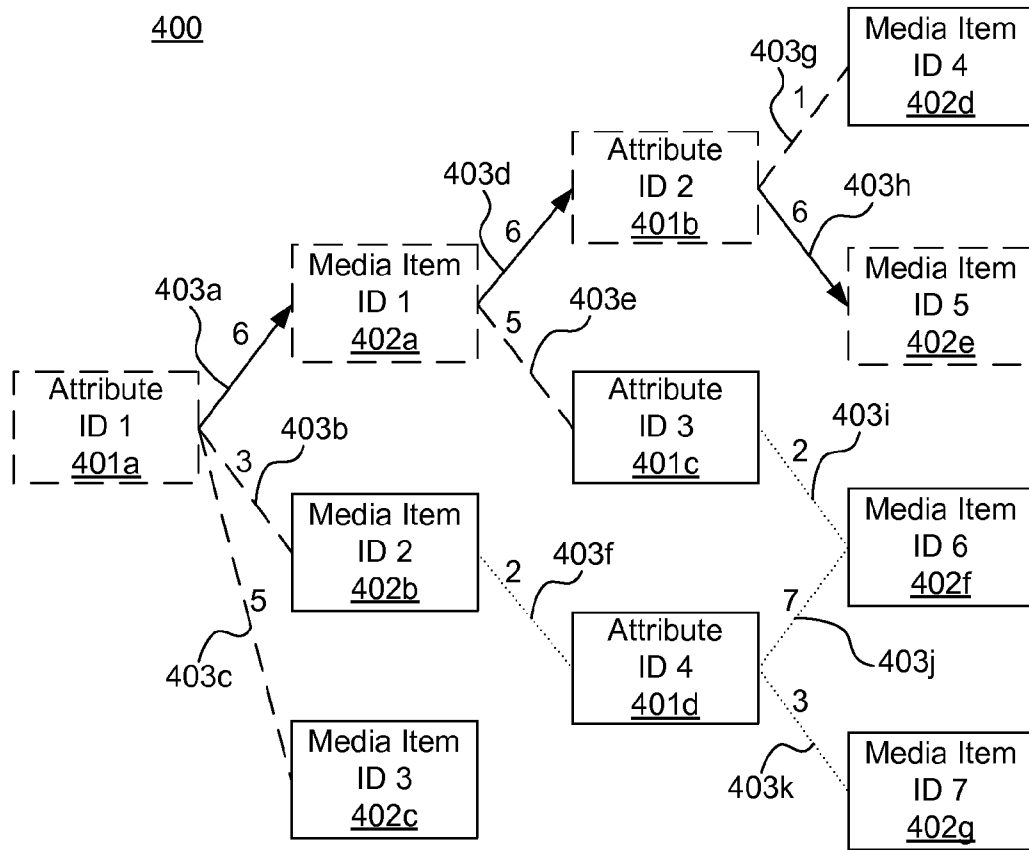 400
Media Item
ID 4
402d
403g
1
Attribute
ID 2
401b
403d
6
403h
6
Media Item
ID 1
402a
403a
6
403e
5
Media Item
ID 5
402e
Attribute
ID 1
401a
403b
3
Attribute
ID 3
401c
403i
2
Media Item
ID 2
402b
403f
2
Media Item
ID 6
402f
5
403c
Attribute
ID 4
401d
7
403j
3
403k
Media Item
ID 3
402c
Media Item
ID 7
402g